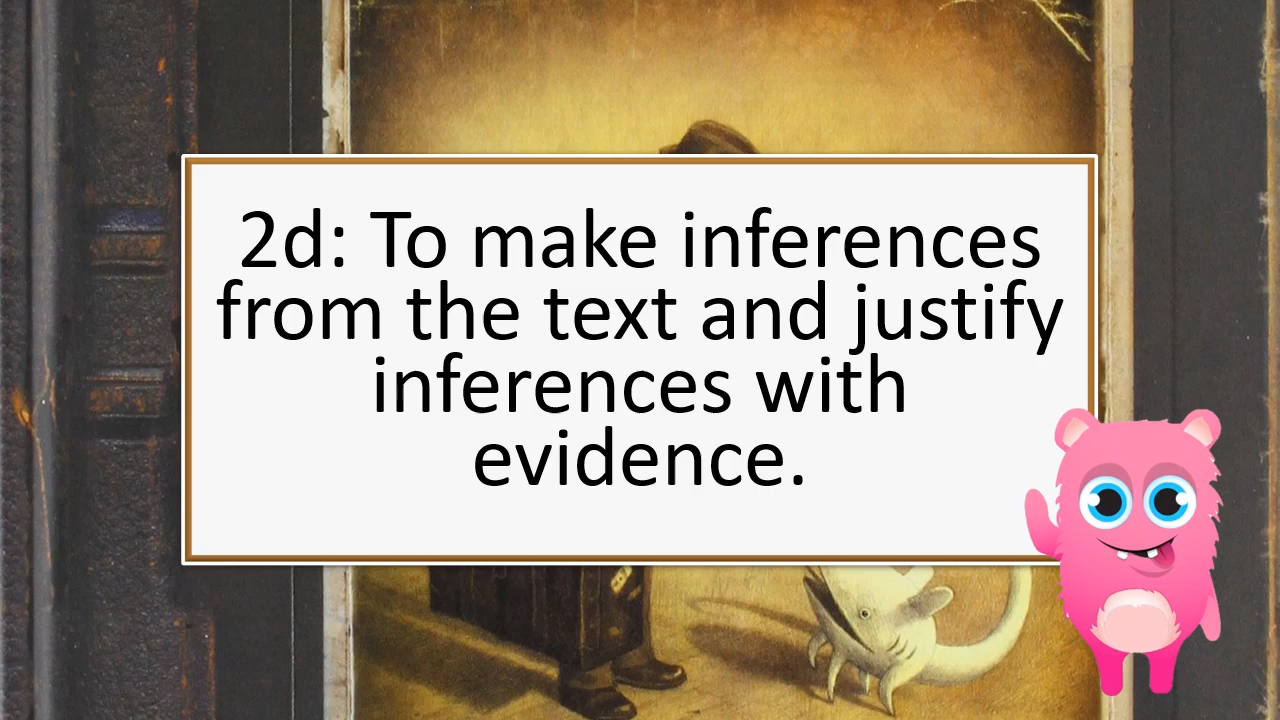 2d: To make inferences
from the text and justify
inferences with
evidence.